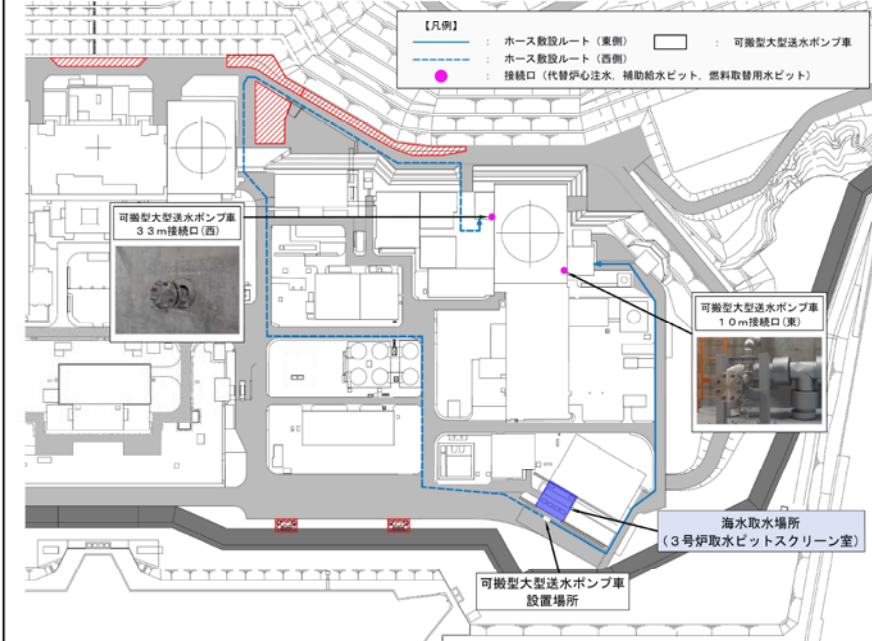 【凡例】
: ホース敷設ルート（東側） : 可搬型大型送水ポンプ車
: ホース敷設ルート（西側）
: 接続口（代替炉心注水，補助給水ピット，燃料取替用水ピット）
可搬型大型送水ポンプ車
３３ｍ接続口（西）
可搬型大型送水ポンプ車
１０ｍ接続口（東）
海水取水場所
（３号炉取水ピットスクリーン室）
可搬型大型送水ポンプ車
設置場所